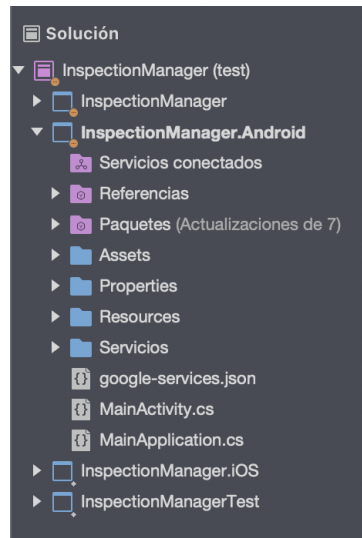 Solución
InspectionManager (test)
InspectionManager
InspectionManager.Android
Servicios conectados
Referencias
Paquetes (Actualizaciones de 7)
Assets
Properties
Resources
Servicios
google-services.json
MainActivity.cs
MainApplication.cs
InspectionManager.iOS
InspectionManagerTest